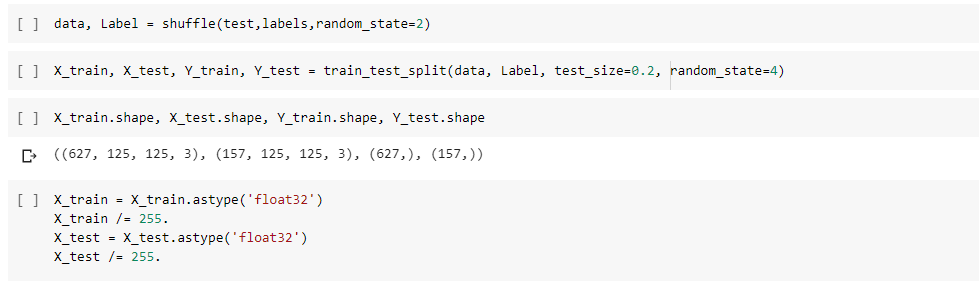 [ ] data, Label = shuffle(test,labels,random_state=2)
[ ] X_train, X_test, Y_train, Y_test = train_test_split(data, Label, test_size=0.2, random_state=4)
[ ] X_train.shape, X_test.shape, Y_train.shape, Y_test.shape
((627, 125, 125, 3), (157, 125, 125, 3), (627,), (157,))
[ ] X_train = X_train.astype('float32')
X_train /= 255.
X_test = X_test.astype('float32')
X_test /= 255.